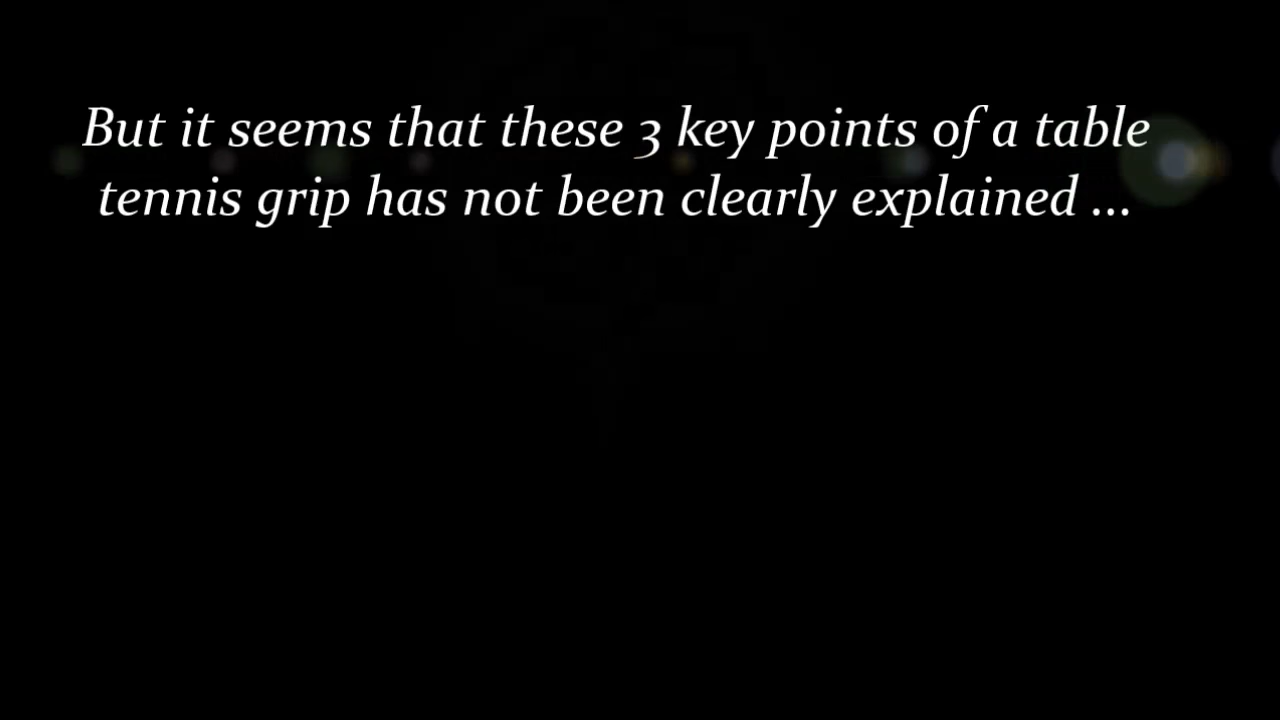 But it seems that these 3 key points of a table
tennis grip has not been clearly explained ...